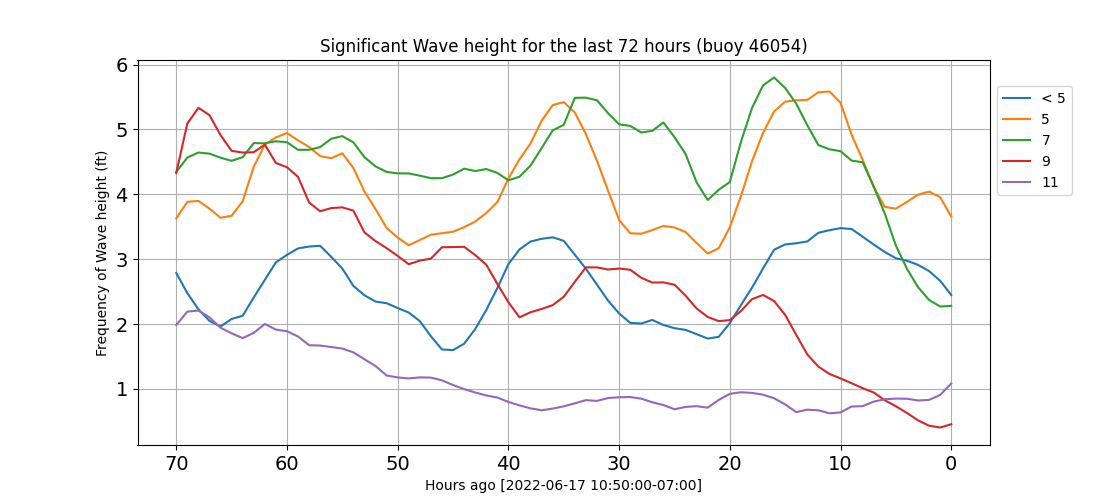 Significant Wave height for the last 72 hours (buoy 46054)
Frequency of Wave height (ft)
6
5
4
3
2
1
70 60 50 40 30 20 10 0
Hours ago [2022-06-17 10:50:00-07:00]
< 5
5
7
9
11